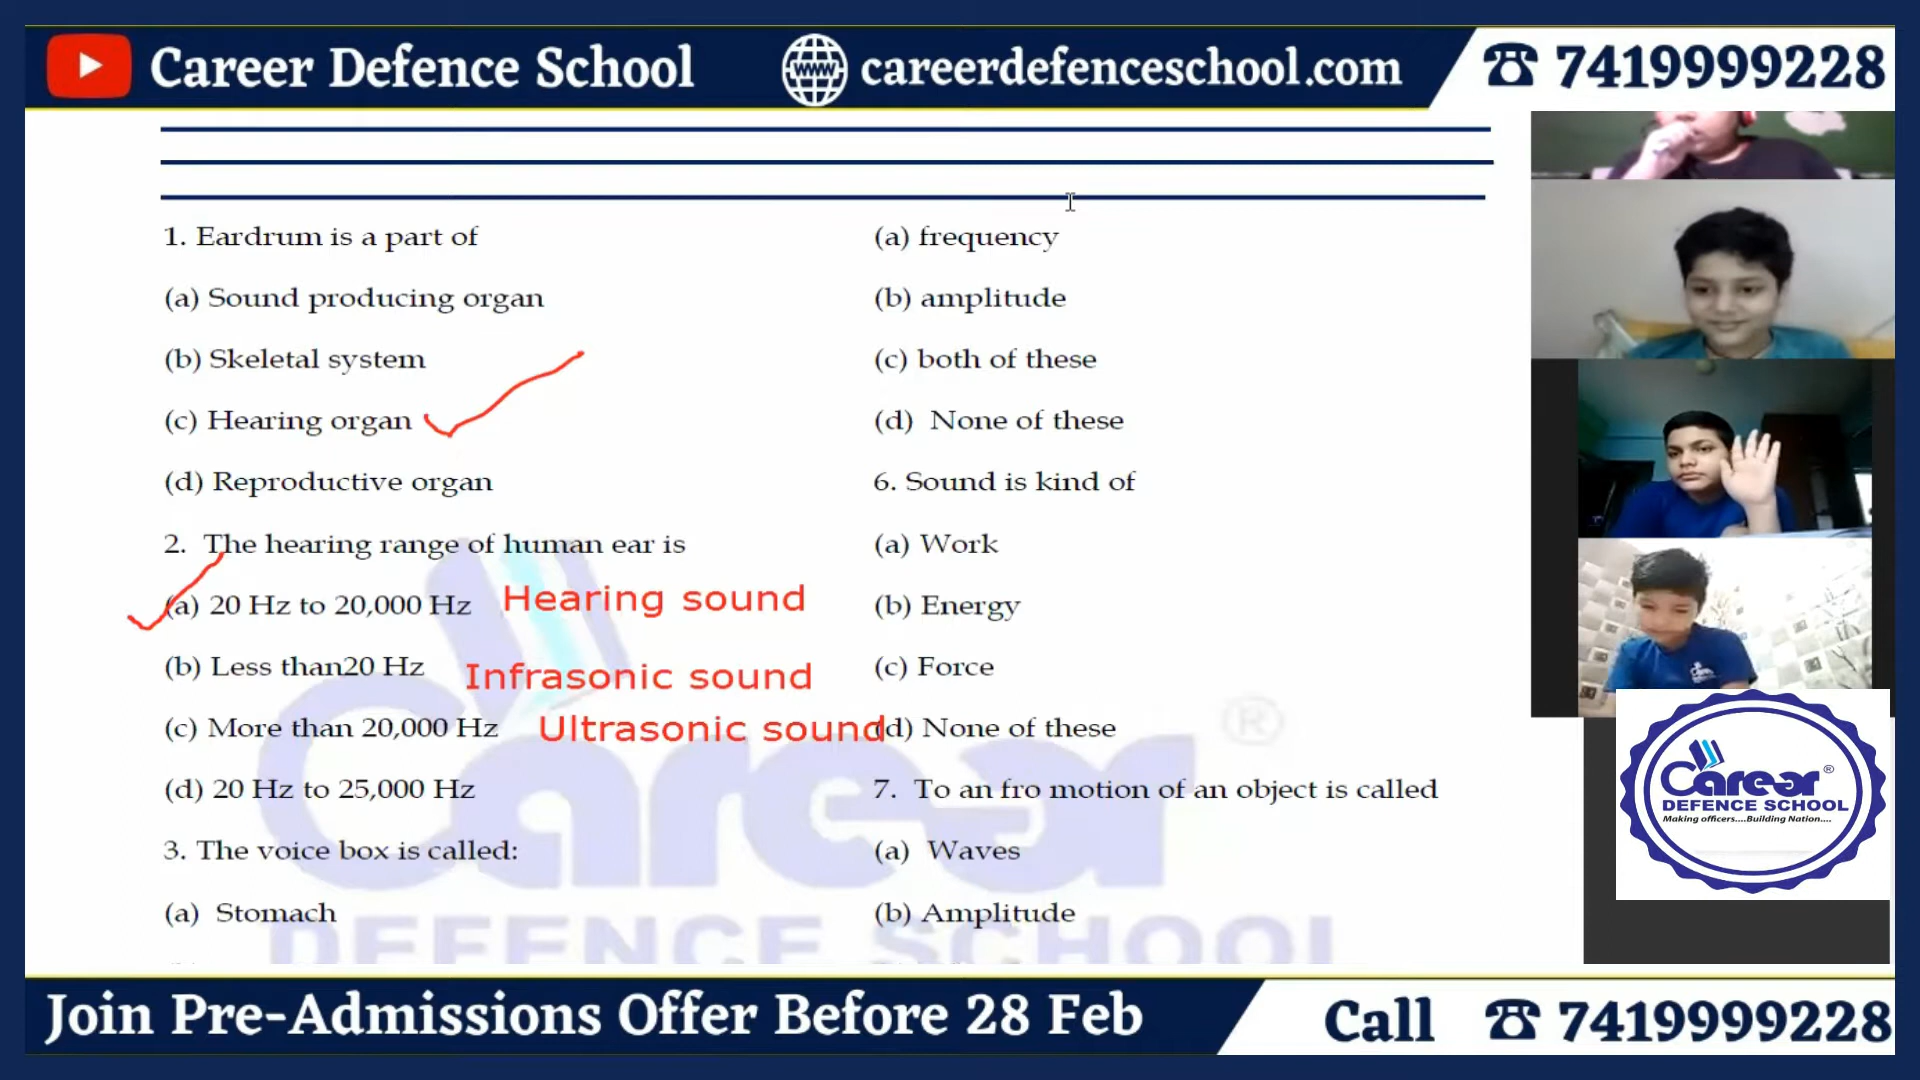 Career Defence School
www
careerdefenceschool.com
☎ 7419999228
1. Eardrum is a part of
(a) Sound producing organ
(b) Skeletal system
(c) Hearing organ
(d) Reproductive organ
2. The hearing range of human ear is
(a) 20 Hz to 20,000 Hz Hearing sound
(b) Less than20 Hz Infrasonic sound
(c) More than 20,000 Hz Ultrasonic sound
(d) 20 Hz to 25,000 Hz
3. The voice box is called:
(a) Stomach
(a) frequency
(b) amplitude
(c) both of these
(d) None of these
6. Sound is kind of
(a) Work
(b) Energy
(c) Force
(d) None of these
7. To an fro motion of an object is called
(a) Waves
(b) Amplitude
Career ®
DEFENCE SCHOOL
Career ®
DEFENCE SCHOOL
Making officers....Building Nation....
Join Pre-Admissions Offer Before 28 Feb
Call ☎ 7419999228